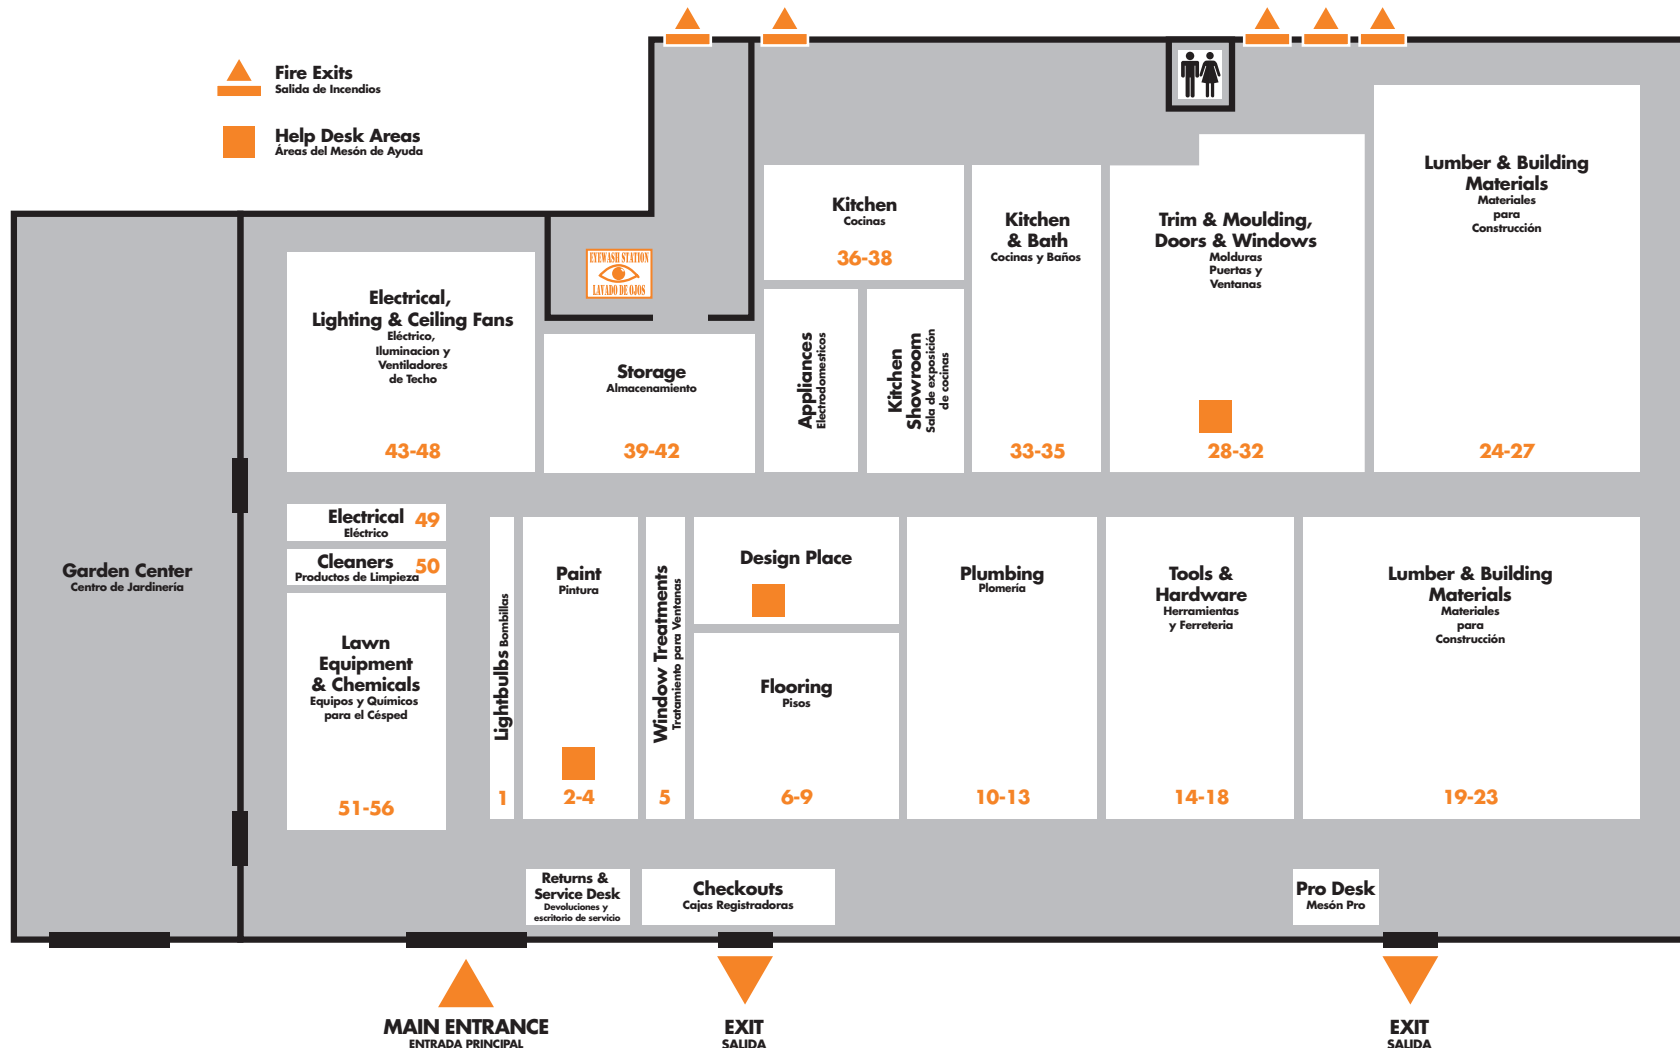 Fire Exits
Salida de Incendios
Help Desk Areas
Áreas del Mesón de Ayuda
EYEWASH STATION
LAVADO DE OJOS
Kitchen
Cocinas
36-38
Kitchen
& Bath
Cocinas y Baños
33-35
Trim & Moulding,
Doors & Windows
Molduras
Puertas y
Ventanas
28-32
Lumber & Building
Materials
Materiales
para
Construcción
24-27
Electrical,
Lighting & Ceiling Fans
Eléctrico,
Iluminacion y
Ventiladores
de Techo
43-48
Storage
Almacenamiento
39-42
Appliances
Electrodomesticos
Kitchen
Showroom
Sala de exposición
de cocinas
Garden Center
Centro de Jardinería
Electrical 49
Eléctrico
Cleaners 50
Productos de Limpieza
Lawn
Equipment
& Chemicals
Equipos y Químicos
para el Césped
51-56
Lightbulbs Bombillas
1
Paint
Pintura
2-4
Window Treatments
Tratamiento para Ventanas
5
Design Place
Flooring
Pisos
6-9
Plumbing
Plomería
10-13
Tools &
Hardware
Herramientas
y Ferreteria
14-18
Lumber & Building
Materials
Materiales
para
Construcción
19-23
Returns &
Service Desk
Devoluciones y
escritorio de servicio
Checkouts
Cajas Registradoras
Pro Desk
Mesón Pro
MAIN ENTRANCE
ENTRADA PRINCIPAL
EXIT
SALIDA
EXIT
SALIDA